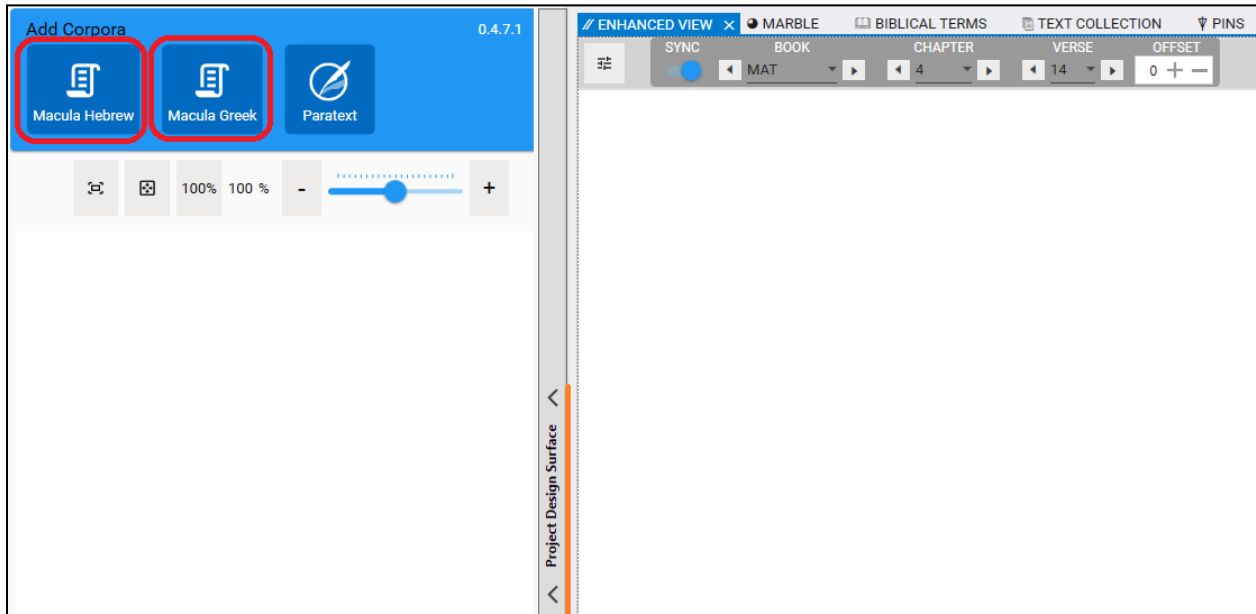 Add Corpora 0.4.7.1
Macula Hebrew Macula Greek Paratext
100% 100 % - +
Project Design Surface
// ENHANCED VIEW × MARBLE BIBLICAL TERMS TEXT COLLECTION PINS
SYNC BOOK CHAPTER VERSE OFFSET
MAT 4 14 0 + −